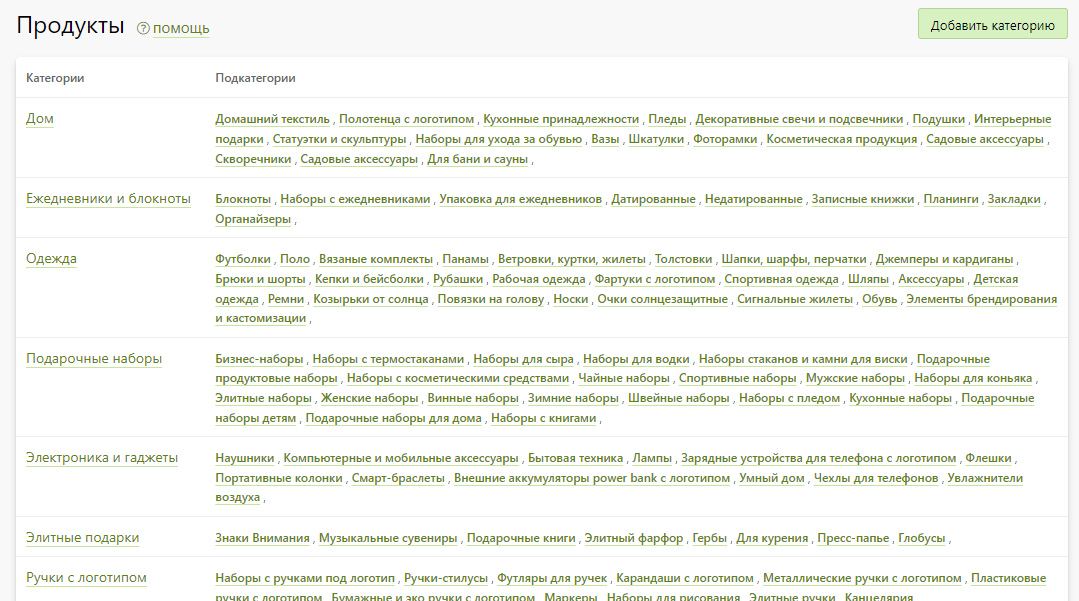 Продукты ? помощь
Добавить категорию
Категории Подкатегории
Дом
Домашний текстиль , Полотенца с логотипом , Кухонные принадлежности , Пледы , Декоративные свечи и подсвечники , Подушки , Интерьерные
подарки , Статуэтки и скульптуры , Наборы для ухода за обувью , Вазы , Шкатулки , Фоторамки , Косметическая продукция , Садовые аксессуары ,
Скворечники , Садовые аксессуары , Для бани и сауны ,
Ежедневники и блокноты
Блокноты , Наборы с ежедневниками , Упаковка для ежедневников , Датированные , Недатированные , Записные книжки , Планинги , Закладки ,
Органайзеры ,
Одежда
Футболки , Поло , Вязаные комплекты , Панамы , Ветровки, куртки, жилеты , Толстовки , Шапки, шарфы, перчатки , Джемперы и кардиганы ,
Брюки и шорты , Кепки и бейсболки , Рубашки , Рабочая одежда , Фартуки с логотипом , Спортивная одежда , Шляпы , Аксессуары , Детская
одежда , Ремни , Козырьки от солнца , Повязки на голову , Носки , Очки солнцезащитные , Сигнальные жилеты , Обувь , Элементы брендирования
и кастомизации ,
Подарочные наборы
Бизнес-наборы , Наборы с термостаканами , Наборы для сыра , Наборы для водки , Наборы стаканов и камни для виски , Подарочные
продуктовые наборы , Наборы с косметическими средствами , Чайные наборы , Спортивные наборы , Мужские наборы , Наборы для коньяка ,
Элитные наборы , Женские наборы , Винные наборы , Зимние наборы , Швейные наборы , Наборы с пледом , Кухонные наборы , Подарочные
наборы детям , Подарочные наборы для дома , Наборы с книгами ,
Электроника и гаджеты
Наушники , Компьютерные и мобильные аксессуары , Бытовая техника , Лампы , Зарядные устройства для телефона с логотипом , Флешки ,
Портативные колонки , Смарт-браслеты , Внешние аккумуляторы power bank с логотипом , Умный дом , Чехлы для телефонов , Увлажнители
воздуха ,
Элитные подарки
Знаки Внимания , Музыкальные сувениры , Подарочные книги , Элитный фарфор , Гербы , Для курения , Пресс-папье , Глобусы ,
Ручки с логотипом
Наборы с ручками под логотип , Ручки-стилусы , Футляры для ручек , Карандаши с логотипом , Металлические ручки с логотипом , Пластиковые
ручки с логотипом , Бумажные и эко ручки с логотипом , Маркеры , Наборы для рисования , Элитные ручки , Канцелярия